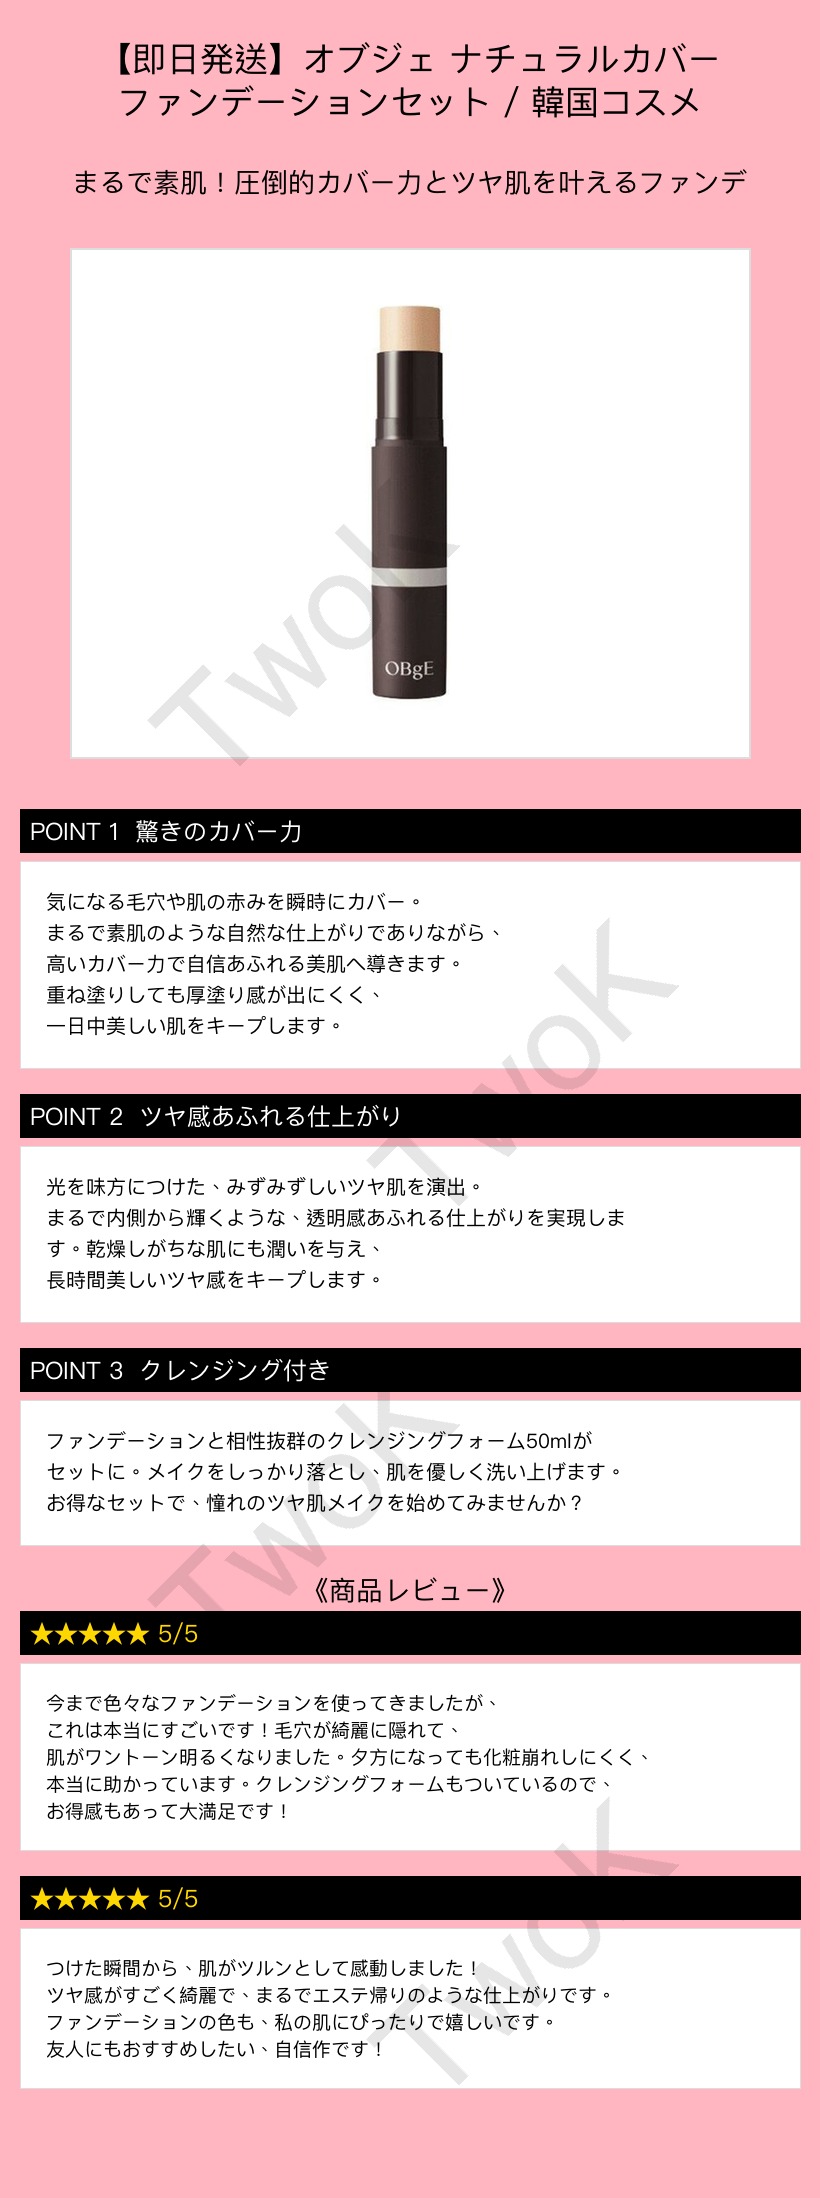 【即日発送】オブジェ ナチュラルカバー
ファンデーションセット / 韓国コスメ
まるで素肌！圧倒的カバー力とツヤ肌を叶えるファンデ
OBgE
TwoK
POINT 1 驚きのカバー力
気になる毛穴や肌の赤みを瞬時にカバー。
まるで素肌のような自然な仕上がりでありながら、
高いカバー力で自信あふれる美肌へ導きます。
重ね塗りしても厚塗り感が出にくく、
一日中美しい肌をキープします。
TwoK
POINT 2 ツヤ感あふれる仕上がり
光を味方につけた、みずみずしいツヤ肌を演出。
まるで内側から輝くような、透明感あふれる仕上がりを実現しま
す。乾燥しがちな肌にも潤いを与え、
長時間美しいツヤ感をキープします。
POINT 3 クレンジング付き
ファンデーションと相性抜群のクレンジングフォーム50mlが
セットに。メイクをしっかり落とし、肌を優しく洗い上げます。
お得なセットで、憧れのツヤ肌メイクを始めてみませんか？
TwoK
《商品レビュー》
★★★★★ 5/5
今まで色々なファンデーションを使ってきましたが、
これは本当にすごいです！毛穴が綺麗に隠れて、
肌がワントーン明るくなりました。夕方になっても化粧崩れしにくく、
本当に助かっています。クレンジングフォームもついているので、
お得感もあって大満足です！
★★★★★ 5/5
TwoK
つけた瞬間から、肌がツルンとして感動しました！
ツヤ感がすごく綺麗で、まるでエステ帰りのような仕上がりです。
ファンデーションの色も、私の肌にぴったりで嬉しいです。
友人にもおすすめしたい、自信作です！